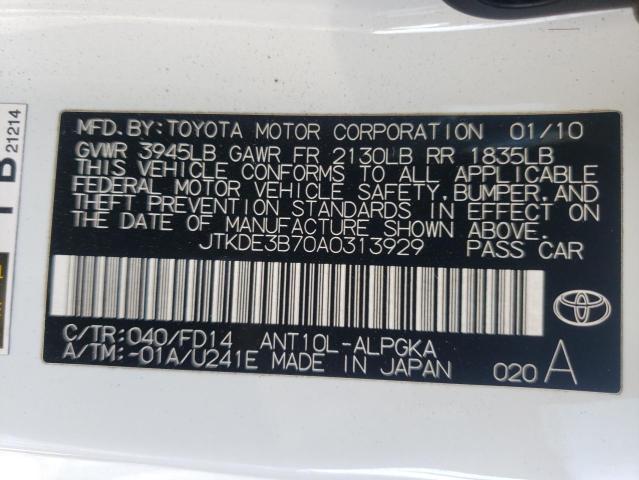 MFD. BY: TOYOTA MOTOR CORPORATION 01/10
GVWR 3945LB GAWR FR 2130LB RR 1835LB
THIS VEHICLE CONFORMS TO ALL APPLICABLE
FEDERAL MOTOR VEHICLE SAFETY, BUMPER, AND
THEFT PREVENTION STANDARDS IN EFFECT ON
THE DATE OF MANUFACTURE SHOWN ABOVE.
JTKDE3B70A0313929 PASS CAR
C/TR: 040/FD14 ANT10L-ALPGKA
A/TM: -01A/U241E MADE IN JAPAN
020 A
21214